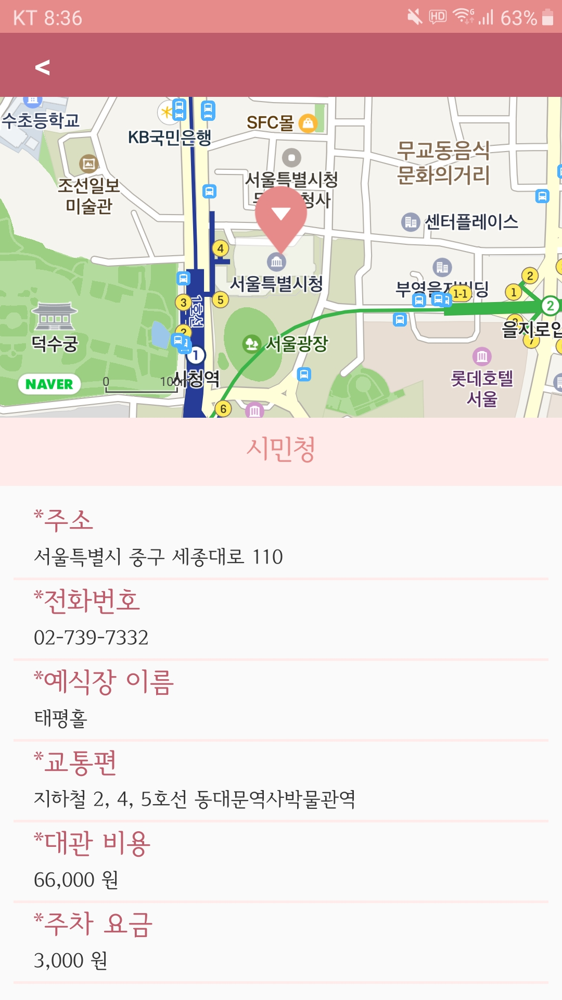 KT 8:36
HD
G
63%
<
수초등학교
KB국민은행
SFC몰
무교동음식
문화의거리
조선일보
미술관
서울특별시청
청사
센터플레이스
4
서울특별시청
부영을지빌딩
1-1
1
2
3
5
1호선
2
2
을지로입
7
덕수궁
서울광장
1
시청역
롯데호텔
서울
NAVER
0
100m
6
시민청
*주소
서울특별시 중구 세종대로 110
*전화번호
02-739-7332
*예식장 이름
태평홀
*교통편
지하철 2, 4, 5호선 동대문역사박물관역
*대관 비용
66,000 원
*주차 요금
3,000 원